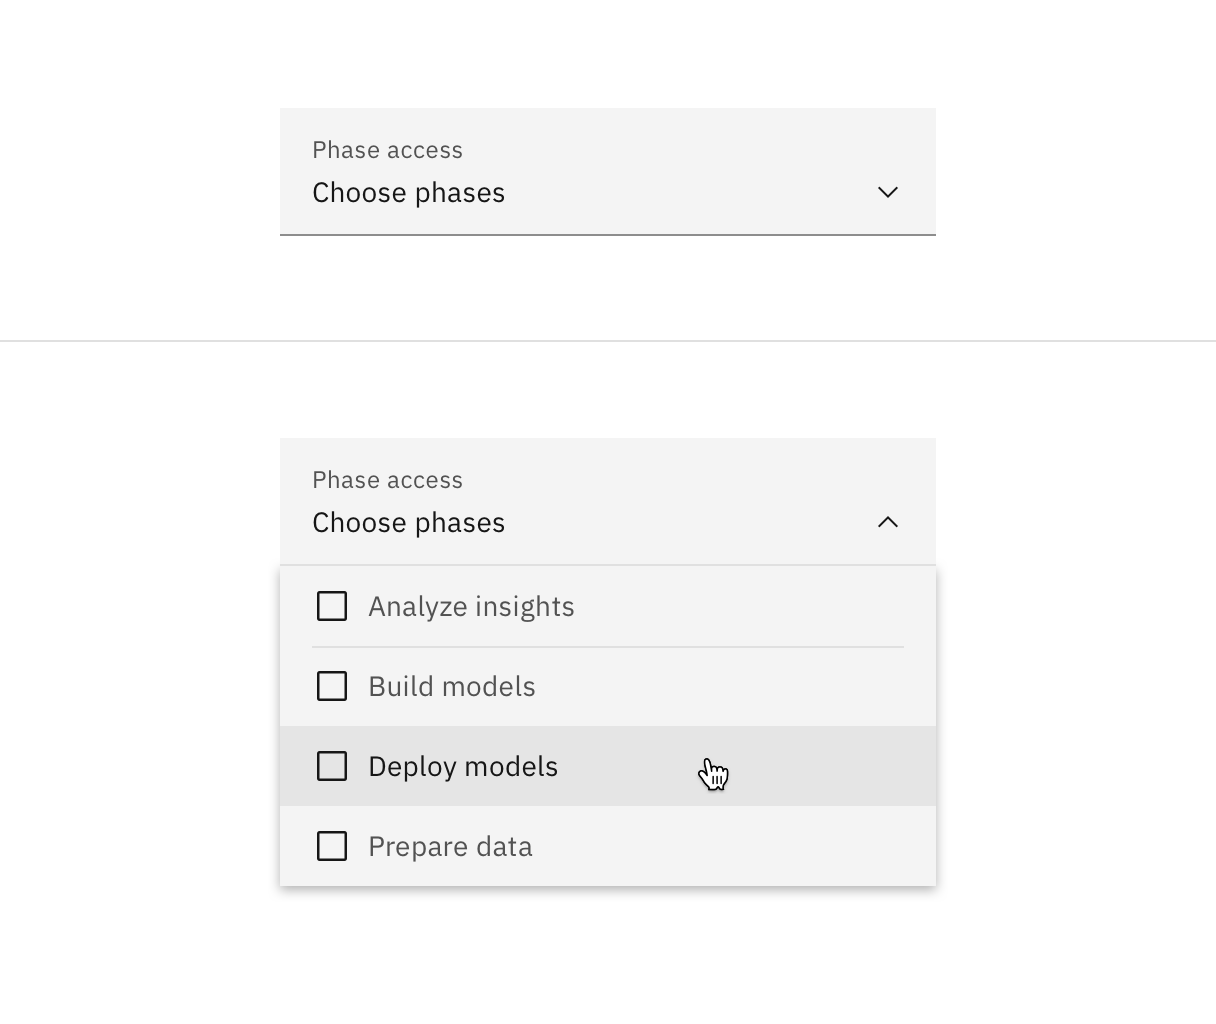 Phase access
Choose phases
Phase access
Choose phases
Analyze insights
Build models
Deploy models
Prepare data